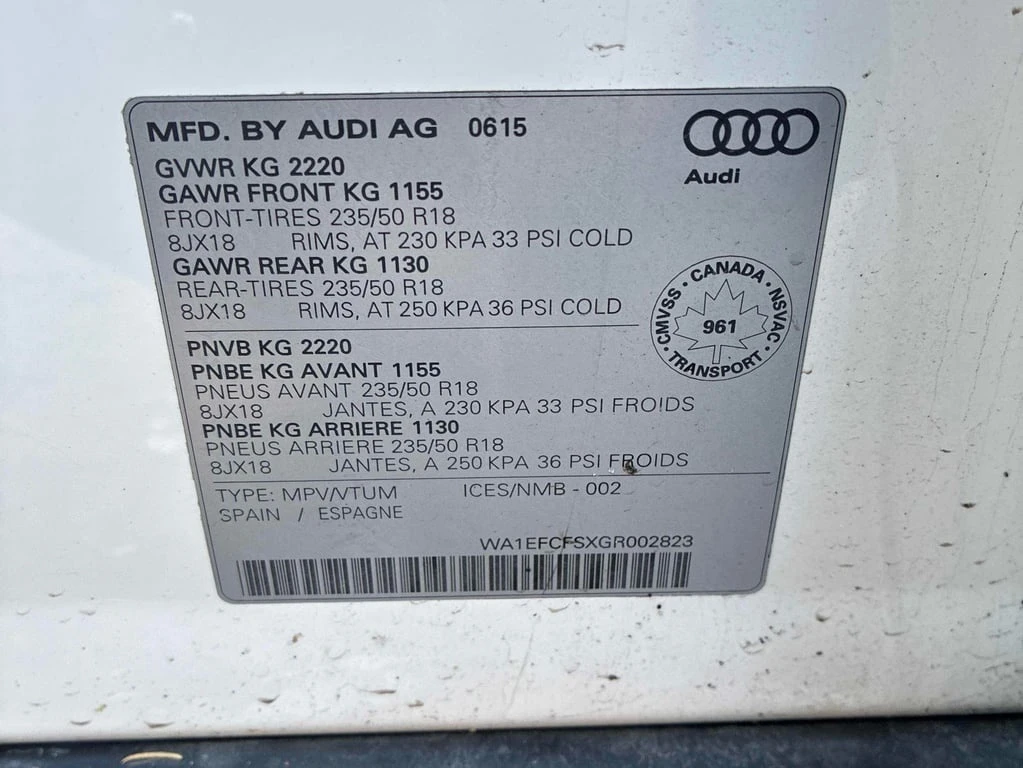 MFD. BY AUDI AG 0615
Audi
GVWR KG 2220
GAWR FRONT KG 1155
FRONT-TIRES 235/50 R18
8JX18 RIMS, AT 230 KPA 33 PSI COLD
GAWR REAR KG 1130
REAR-TIRES 235/50 R18
8JX18 RIMS, AT 250 KPA 36 PSI COLD
CMVSS · CANADA · NSVAC · TRANSPORT ·
961
PNVB KG 2220
PNBE KG AVANT 1155
PNEUS AVANT 235/50 R18
8JX18 JANTES, A 230 KPA 33 PSI FROIDS
PNBE KG ARRIERE 1130
PNEUS ARRIERE 235/50 R18
8JX18 JANTES, A 250 KPA 36 PSI FROIDS
TYPE: MPV/VTUM ICES/NMB - 002
SPAIN / ESPAGNE
WA1EFCFSXGR002823